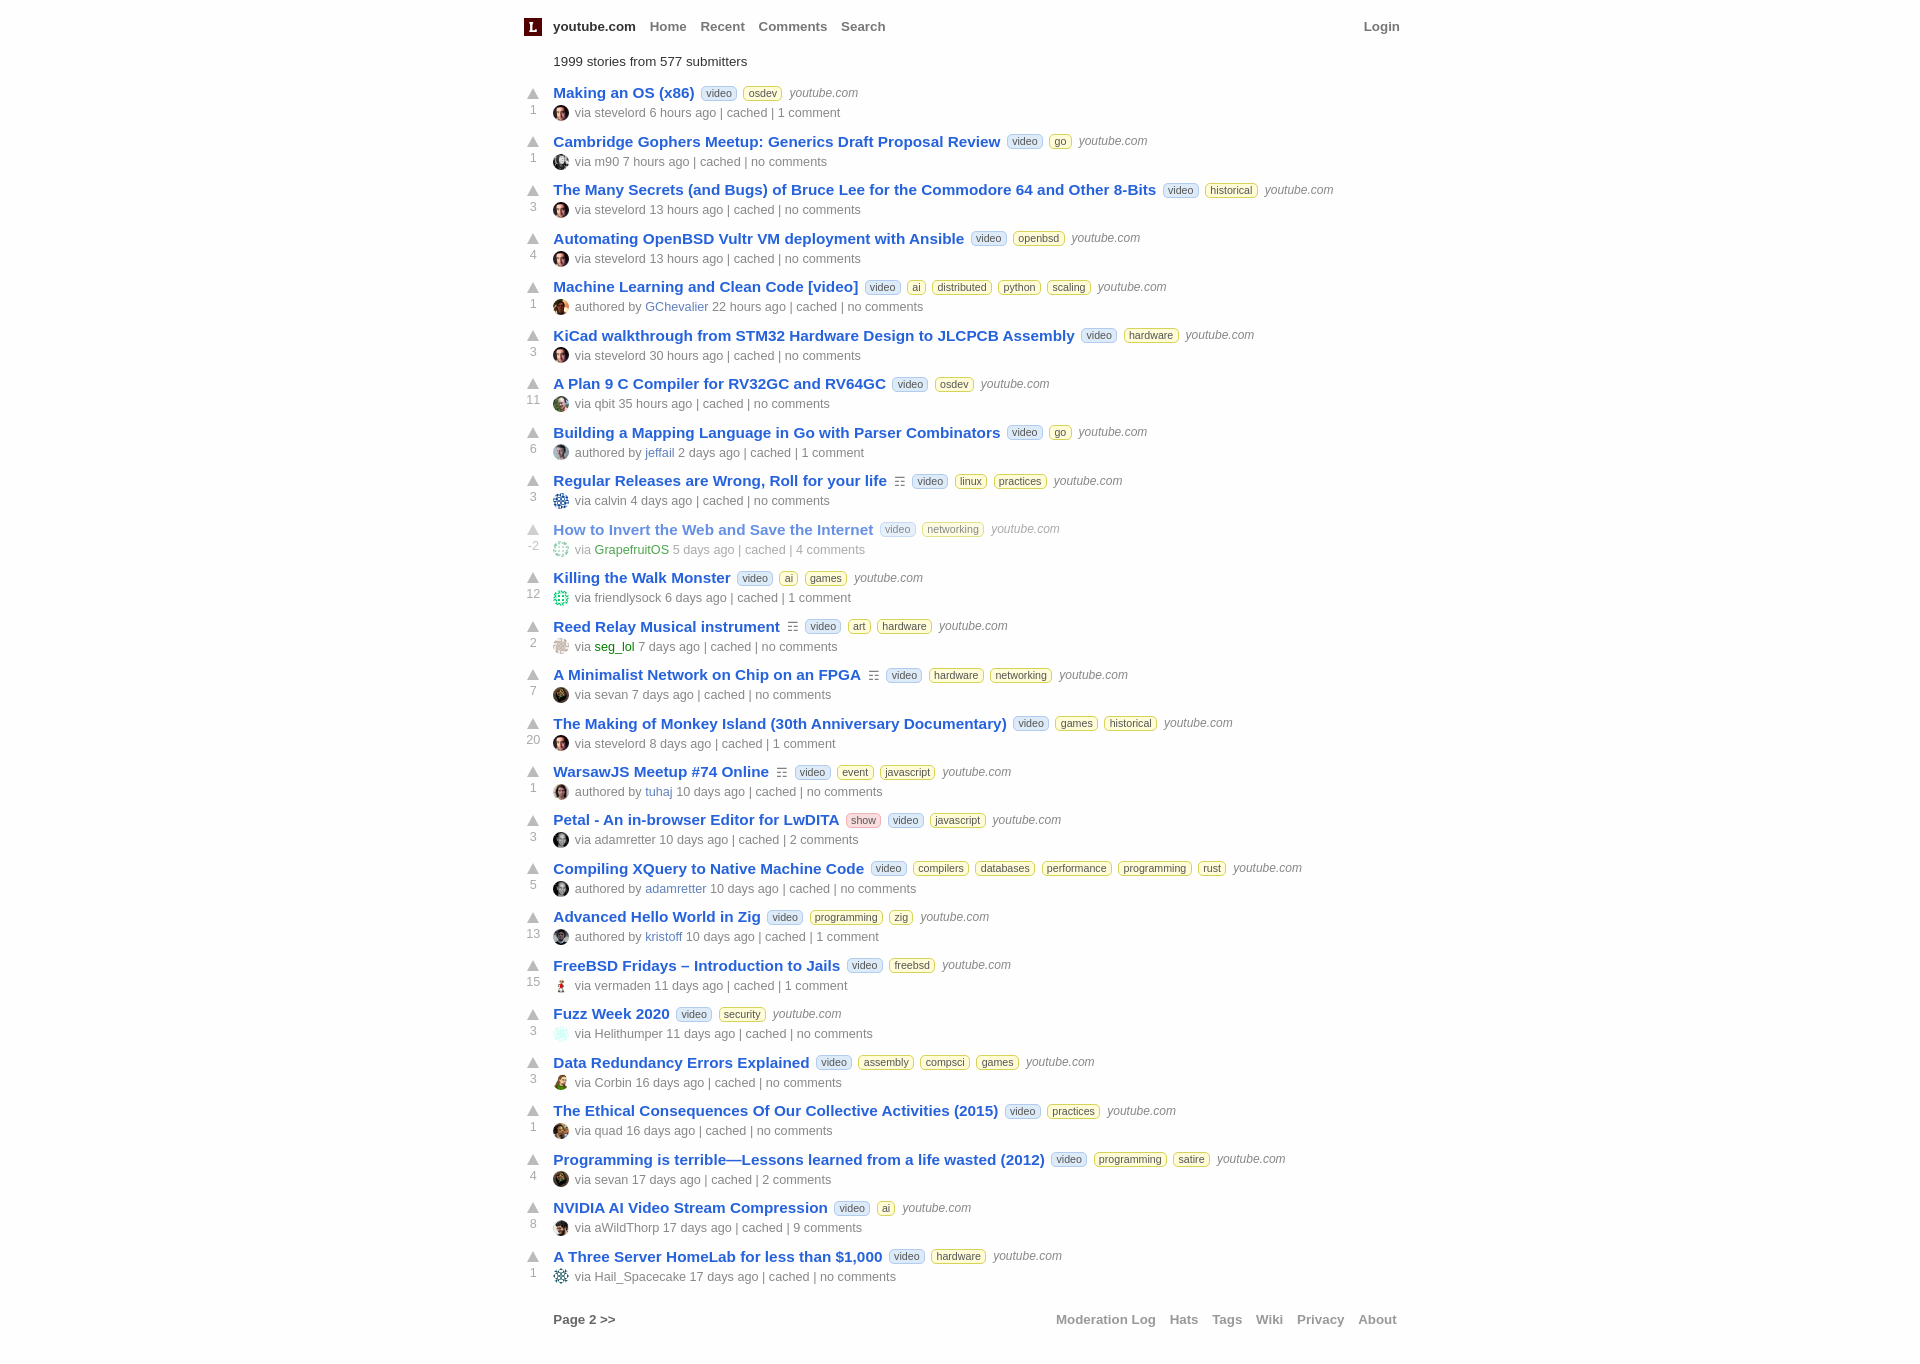 L youtube.com Home Recent Comments Search Login
1999 stories from 577 submitters
Making an OS (x86) video osdev youtube.com
1 via stevelord 6 hours ago | cached | 1 comment
Cambridge Gophers Meetup: Generics Draft Proposal Review video go youtube.com
1 via m90 7 hours ago | cached | no comments
The Many Secrets (and Bugs) of Bruce Lee for the Commodore 64 and Other 8-Bits video historical youtube.com
3 via stevelord 13 hours ago | cached | no comments
Automating OpenBSD Vultr VM deployment with Ansible video openbsd youtube.com
4 via stevelord 13 hours ago | cached | no comments
Machine Learning and Clean Code [video] video ai distributed python scaling youtube.com
1 authored by GChevalier 22 hours ago | cached | no comments
KiCad walkthrough from STM32 Hardware Design to JLCPCB Assembly video hardware youtube.com
3 via stevelord 30 hours ago | cached | no comments
A Plan 9 C Compiler for RV32GC and RV64GC video osdev youtube.com
11 via qbit 35 hours ago | cached | no comments
Building a Mapping Language in Go with Parser Combinators video go youtube.com
6 authored by jeffail 2 days ago | cached | 1 comment
Regular Releases are Wrong, Roll for your life ☶ video linux practices youtube.com
3 via calvin 4 days ago | cached | no comments
How to Invert the Web and Save the Internet video networking youtube.com
-2 via GrapefruitOS 5 days ago | cached | 4 comments
Killing the Walk Monster video ai games youtube.com
12 via friendlysock 6 days ago | cached | 1 comment
Reed Relay Musical instrument ☶ video art hardware youtube.com
2 via seg_lol 7 days ago | cached | no comments
A Minimalist Network on Chip on an FPGA ☶ video hardware networking youtube.com
7 via sevan 7 days ago | cached | no comments
The Making of Monkey Island (30th Anniversary Documentary) video games historical youtube.com
20 via stevelord 8 days ago | cached | 1 comment
WarsawJS Meetup #74 Online ☶ video event javascript youtube.com
1 authored by tuhaj 10 days ago | cached | no comments
Petal - An in-browser Editor for LwDITA show video javascript youtube.com
3 via adamretter 10 days ago | cached | 2 comments
Compiling XQuery to Native Machine Code video compilers databases performance programming rust youtube.com
5 authored by adamretter 10 days ago | cached | no comments
Advanced Hello World in Zig video programming zig youtube.com
13 authored by kristoff 10 days ago | cached | 1 comment
FreeBSD Fridays – Introduction to Jails video freebsd youtube.com
15 via vermaden 11 days ago | cached | 1 comment
Fuzz Week 2020 video security youtube.com
3 via Helithumper 11 days ago | cached | no comments
Data Redundancy Errors Explained video assembly compsci games youtube.com
3 via Corbin 16 days ago | cached | no comments
The Ethical Consequences Of Our Collective Activities (2015) video practices youtube.com
1 via quad 16 days ago | cached | no comments
Programming is terrible—Lessons learned from a life wasted (2012) video programming satire youtube.com
4 via sevan 17 days ago | cached | 2 comments
NVIDIA AI Video Stream Compression video ai youtube.com
8 via aWildThorp 17 days ago | cached | 9 comments
A Three Server HomeLab for less than $1,000 video hardware youtube.com
1 via Hail_Spacecake 17 days ago | cached | no comments
Page 2 >> Moderation Log Hats Tags Wiki Privacy About